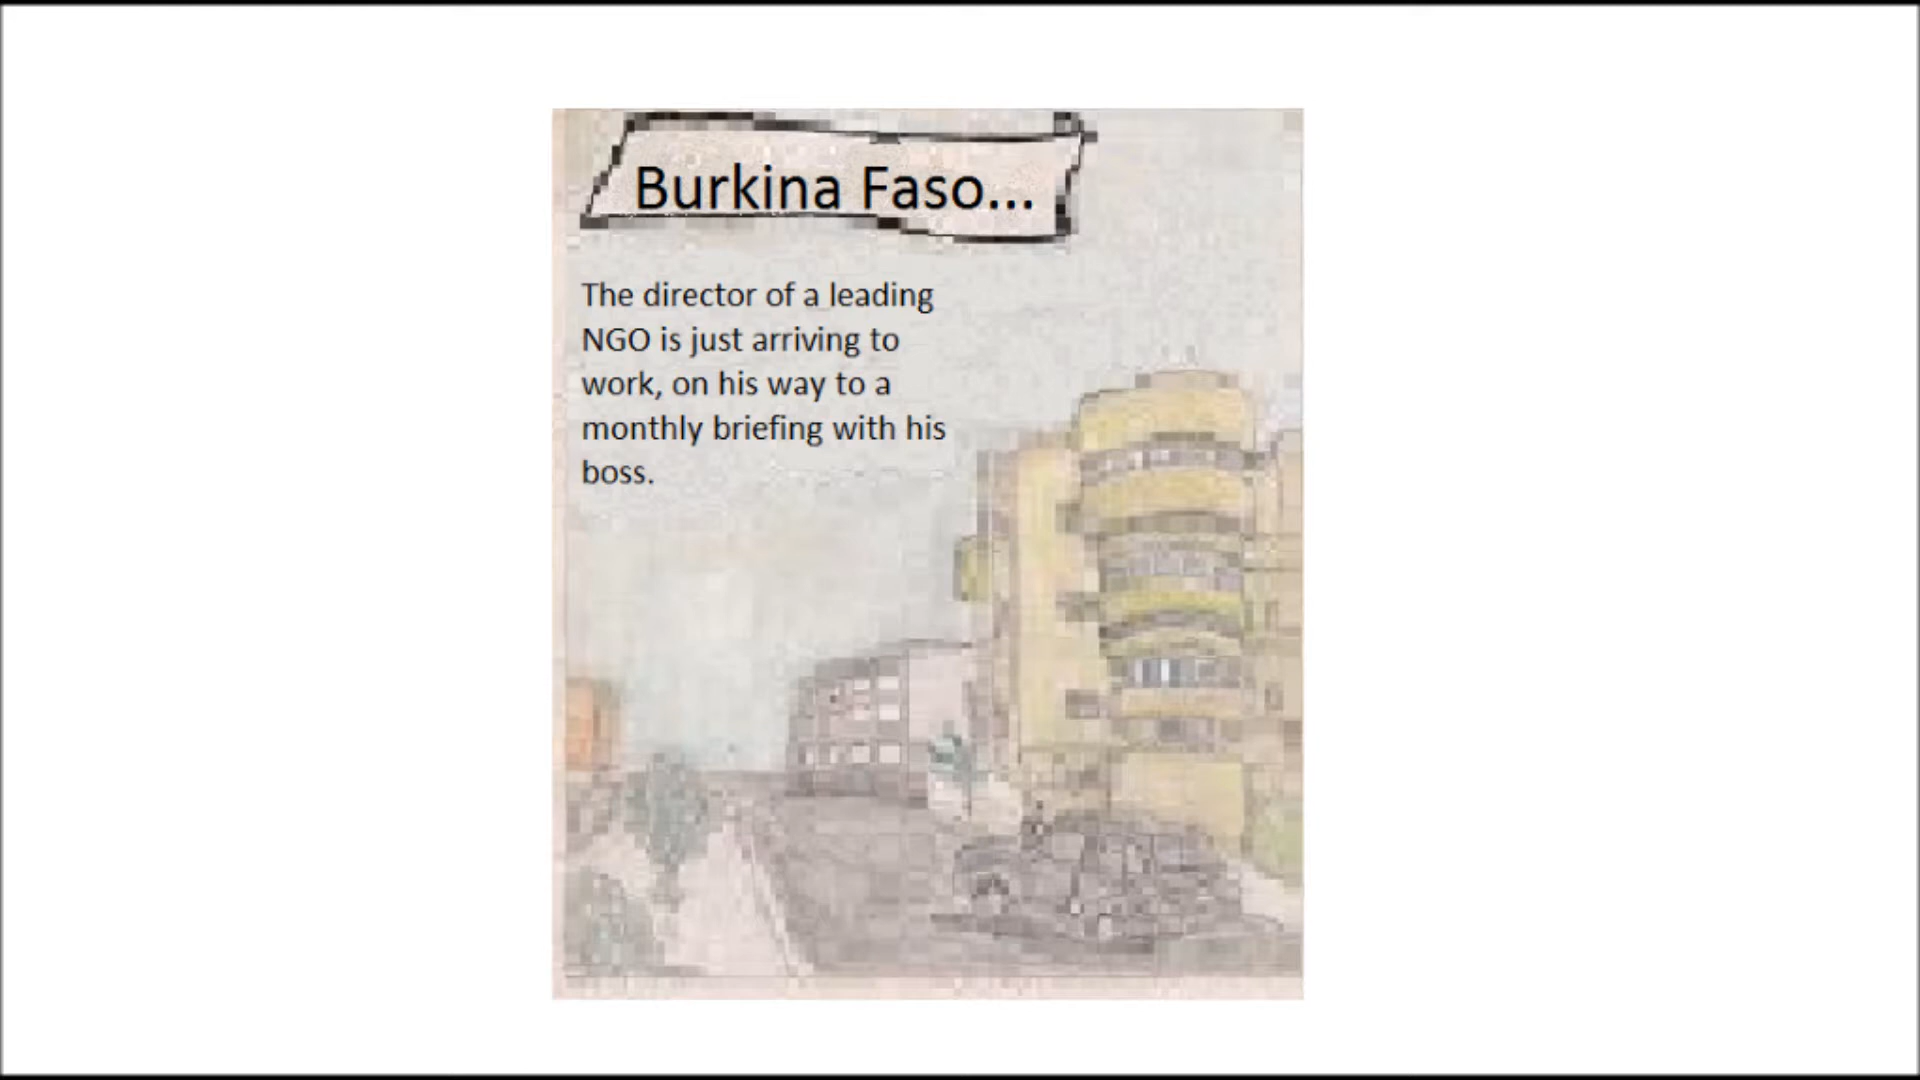 Burkina Faso...
The director of a leading
NGO is just arriving to
work, on his way to a
monthly briefing with his
boss.